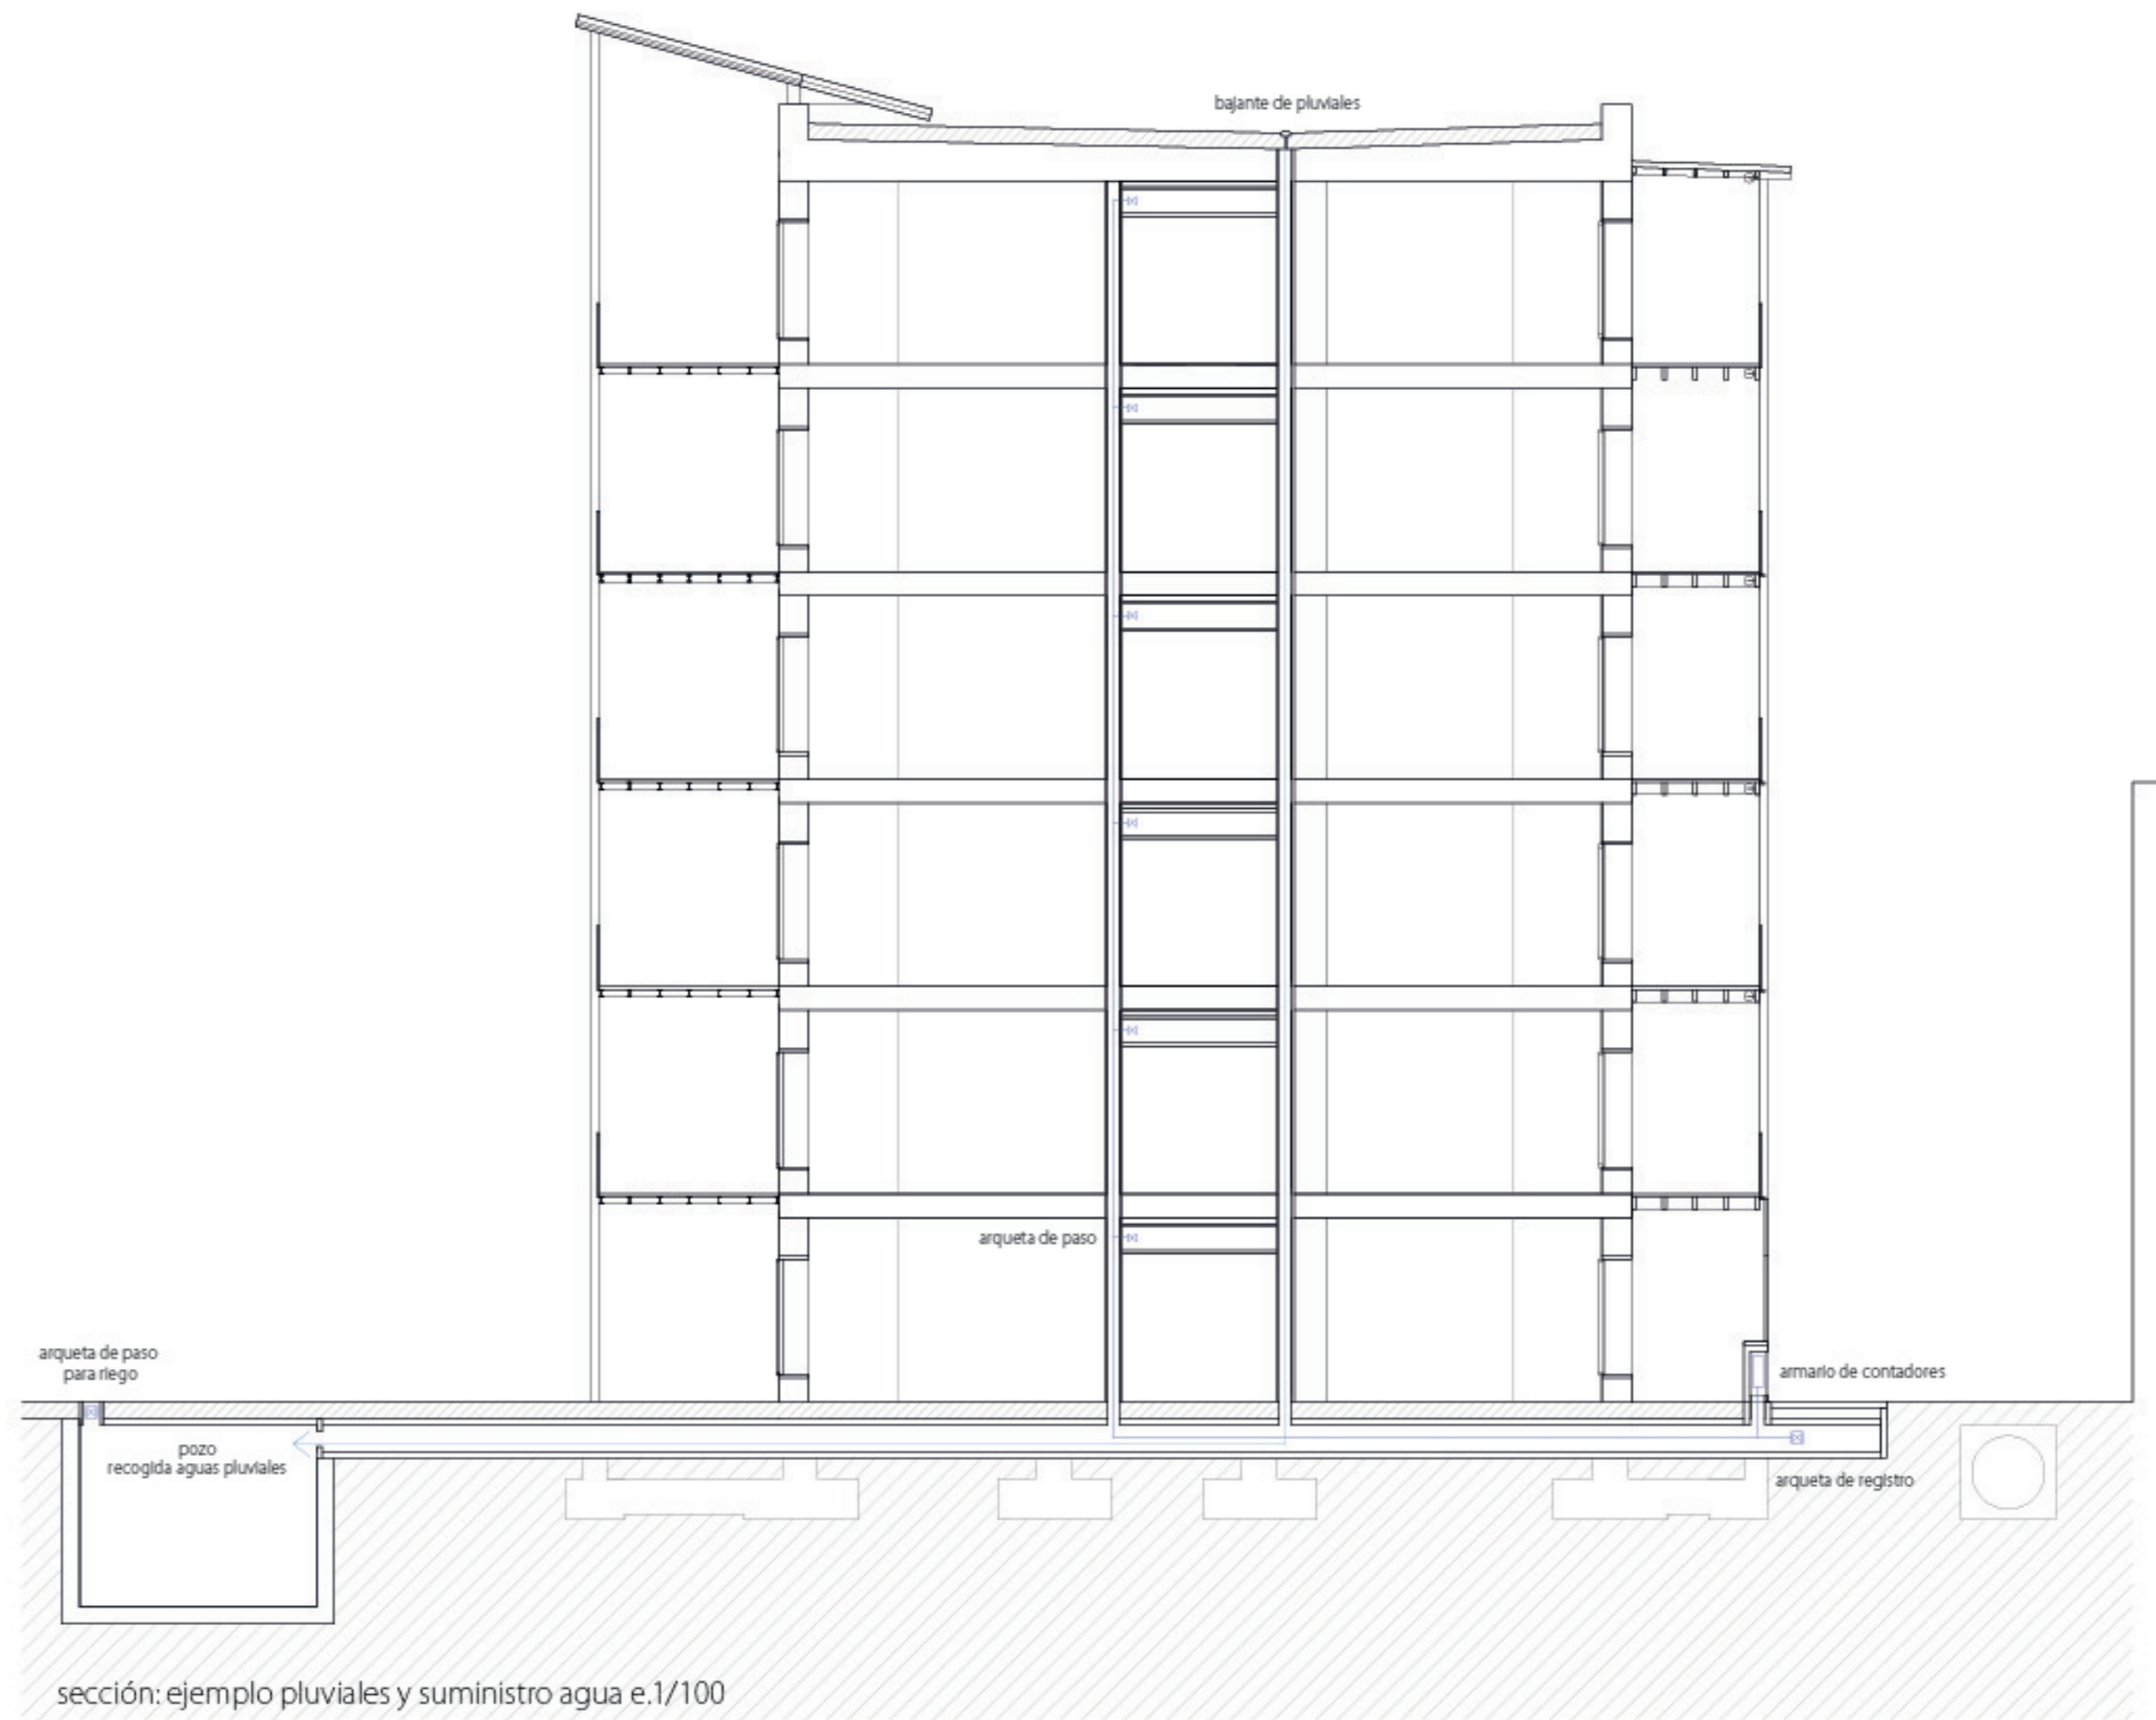 bajante de pluviales
arqueta de paso
arqueta de paso
para riego
armario de contadores
pozo
recogida aguas pluviales
arqueta de registro
sección: ejemplo pluviales y suministro agua e.1/100